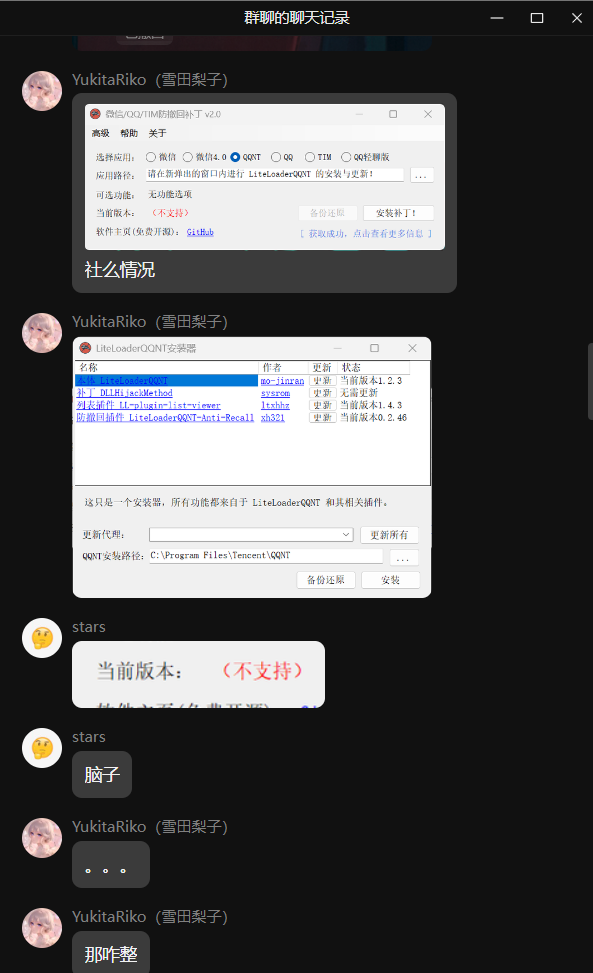 群聊的聊天记录
已撤回
YukitaRiko（雪田梨子）
微信/QQ/TIM防撤回补丁 v2.0
高级 帮助 关于
选择应用： 微信 微信4.0 QQNT QQ TIM QQ轻聊版
应用路径： 请在新弹出的窗口内进行 LiteLoaderQQNT 的安装与更新！ ...
可选功能： 无功能选项
当前版本： （不支持） 备份还原 安装补丁！
软件主页(免费开源)： GitHub [ 获取成功，点击查看更多信息 ]
社么情况
YukitaRiko（雪田梨子）
LiteLoaderQQNT安装器
名称 作者 更新 状态
本体 LiteLoaderQQNT mo-jinran 更新 当前版本1.2.3
补丁 DLLHijackMethod sysrom 更新 无需更新
列表插件 LL-plugin-list-viewer ltxhhz 更新 当前版本1.4.3
防撤回插件 LiteLoaderQQNT-Anti-Recall xh321 更新 当前版本0.2.46
这只是一个安装器，所有功能都来自于 LiteLoaderQQNT 和其相关插件。
更新代理： 更新所有
QQNT安装路径： C:\Program Files\Tencent\QQNT ...
备份还原 安装
stars
当前版本： （不支持）
stars
脑子
YukitaRiko（雪田梨子）
。。。
YukitaRiko（雪田梨子）
那咋整